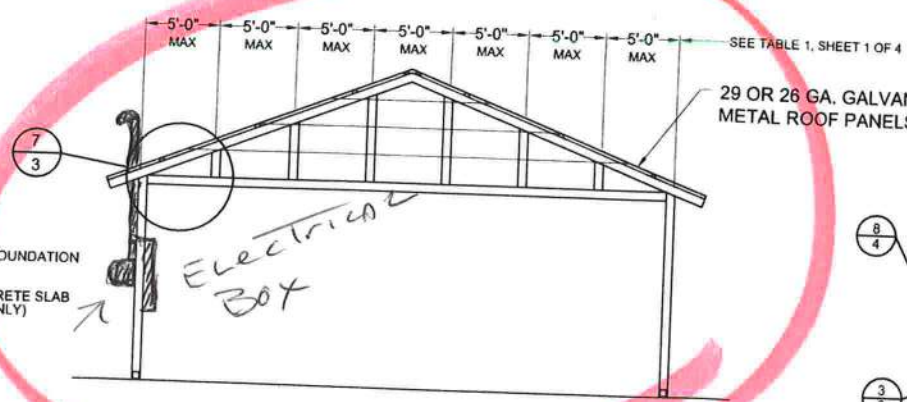 5'-0" 5'-0" 5'-0" 5'-0" 5'-0" 5'-0" 5'-0"
MAX MAX MAX MAX MAX MAX MAX
SEE TABLE 1, SHEET 1 OF 4
29 OR 26 GA. GALVAN
METAL ROOF PANELS
7
3
8
4
OUNDATION
RETE SLAB
NLY)
Electrical
Box
3